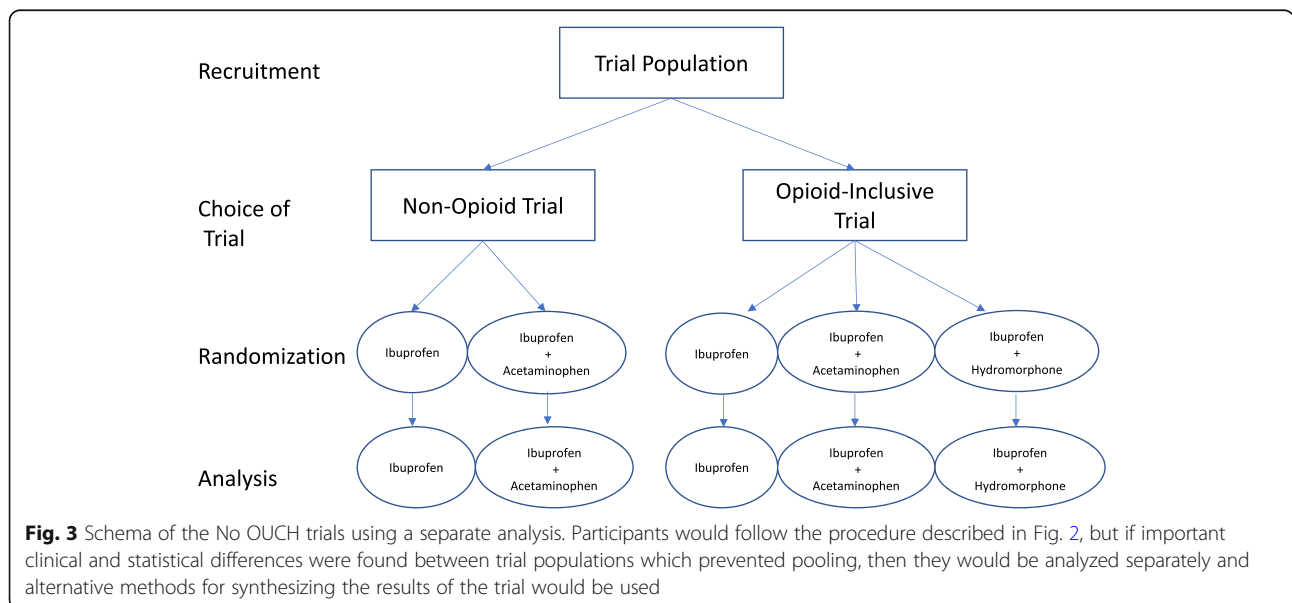 Recruitment
Trial Population
Choice of
Trial
Non-Opioid Trial
Opioid-Inclusive
Trial
Randomization
Ibuprofen
Ibuprofen
+
Acetaminophen
Ibuprofen
Ibuprofen
+
Acetaminophen
Ibuprofen
+
Hydromorphone
Analysis
Ibuprofen
Ibuprofen
+
Acetaminophen
Ibuprofen
Ibuprofen
+
Acetaminophen
Ibuprofen
+
Hydromorphone
Fig. 3 Schema of the No OUCH trials using a separate analysis. Participants would follow the procedure described in Fig. 2, but if important
clinical and statistical differences were found between trial populations which prevented pooling, then they would be analyzed separately and
alternative methods for synthesizing the results of the trial would be used